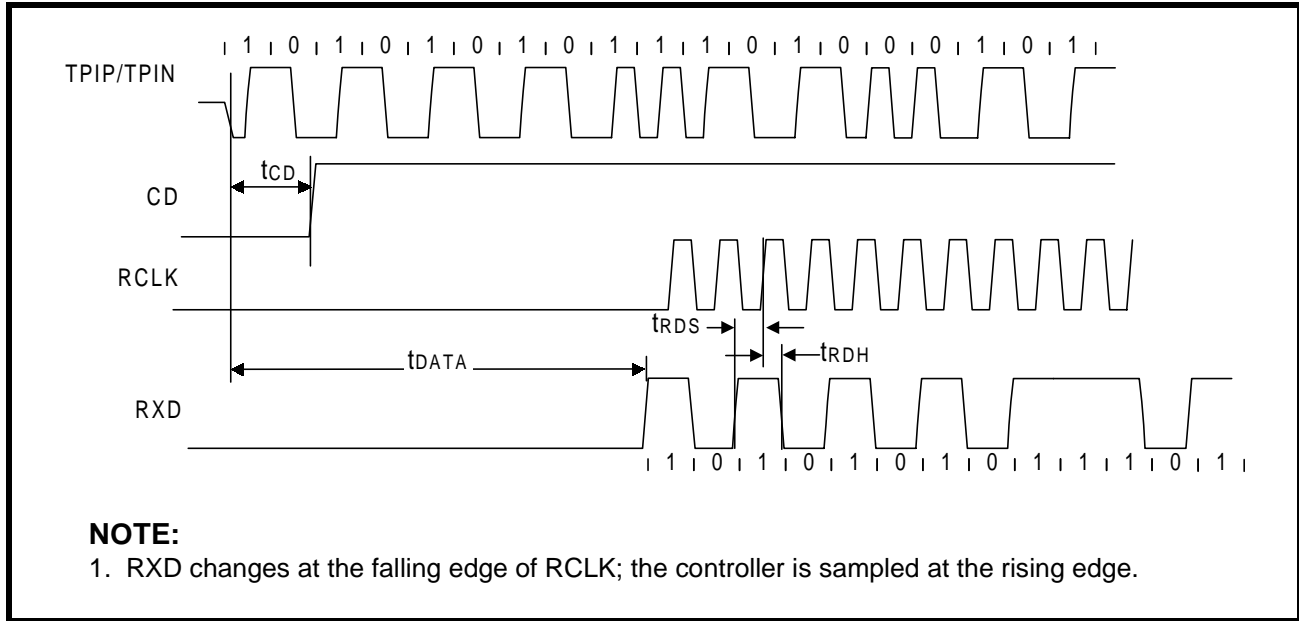 1 0 1 0 1 0 1 0 1 1 1 0 1 0 0 0 1 0 1
TPIP/TPIN
tCD
CD
RCLK
tRDS
tRDH
tDATA
RXD
1 0 1 0 1 0 1 0 1 1 1 0 1
NOTE:
1. RXD changes at the falling edge of RCLK; the controller is sampled at the rising edge.